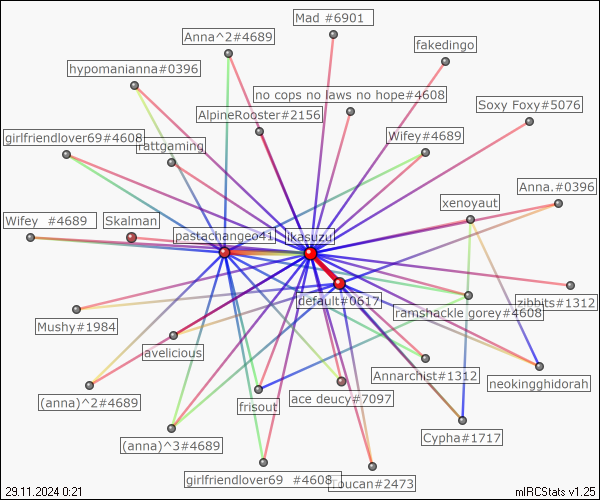 Mad #6901
Anna^2#4689
fakedingo
hypomanianna#0396
no cops no laws no hope#4608
Soxy Foxy#5076
AlpineRooster#2156
girlfriendlover69#4608
rattgaming
Wifey#4689
Anna.#0396
xenoyaut
Wifey  #4689
Skalman
pastachangeo41
ikasuzu
default#0617
zibbits#1312
ramshackle gorey#4608
Mushy#1984
avelicious
Annarchist#1312
neokingghidorah
(anna)^2#4689
frisout
ace deucy#7097
(anna)^3#4689
Cypha#1717
girlfriendlover69  #4608
Toucan#2473
29.11.2024 0:21
mIRCStats v1.25